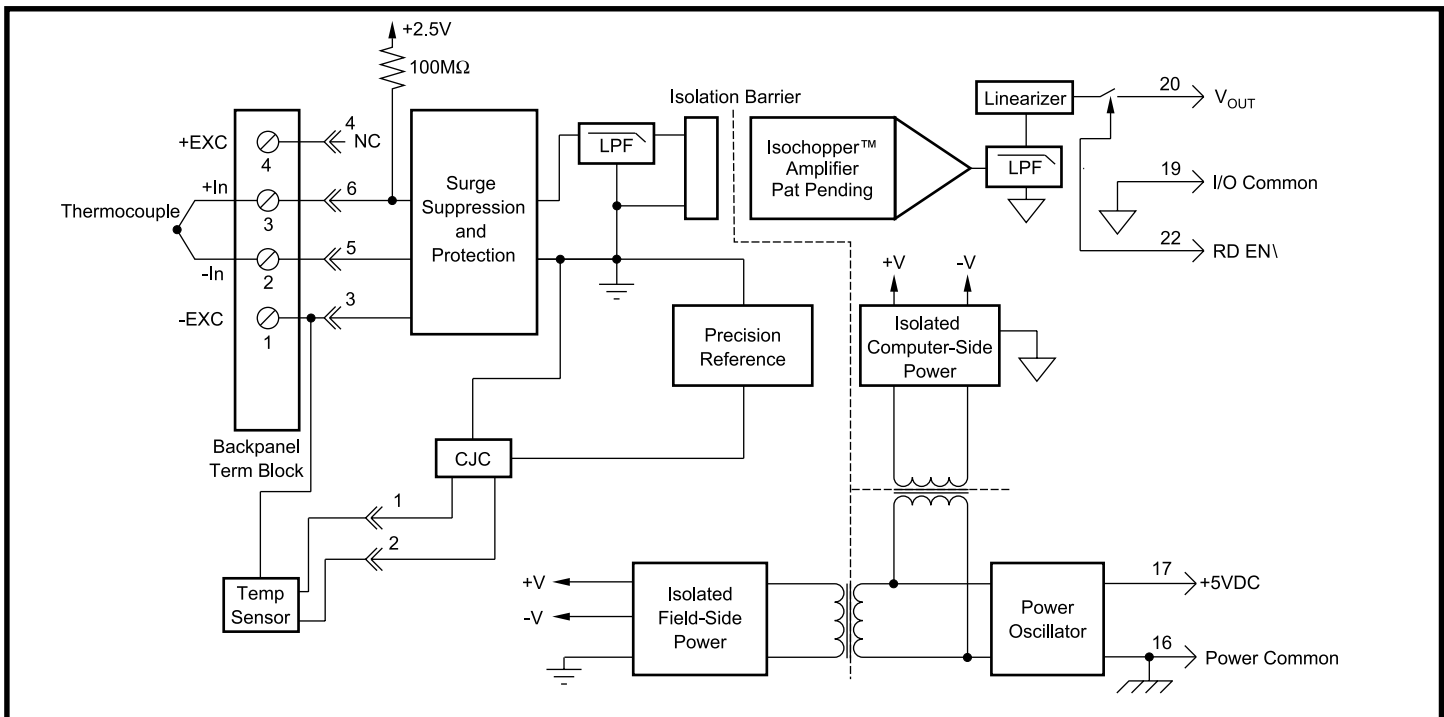 +2.5V
100MΩ
Isolation Barrier
Linearizer
20
V_OUT
+EXC
4
4
NC
LPF
Isochopper™
Amplifier
Pat Pending
LPF
19
I/O Common
+In
3
6
Thermocouple
Surge
Suppression
and
Protection
-In
2
5
22
RD EN\
-EXC
1
3
+V
-V
Precision
Reference
Isolated
Computer-Side
Power
Backpanel
Term Block
CJC
1
2
Temp
Sensor
+V
-V
Isolated
Field-Side
Power
Power
Oscillator
17
+5VDC
16
Power Common